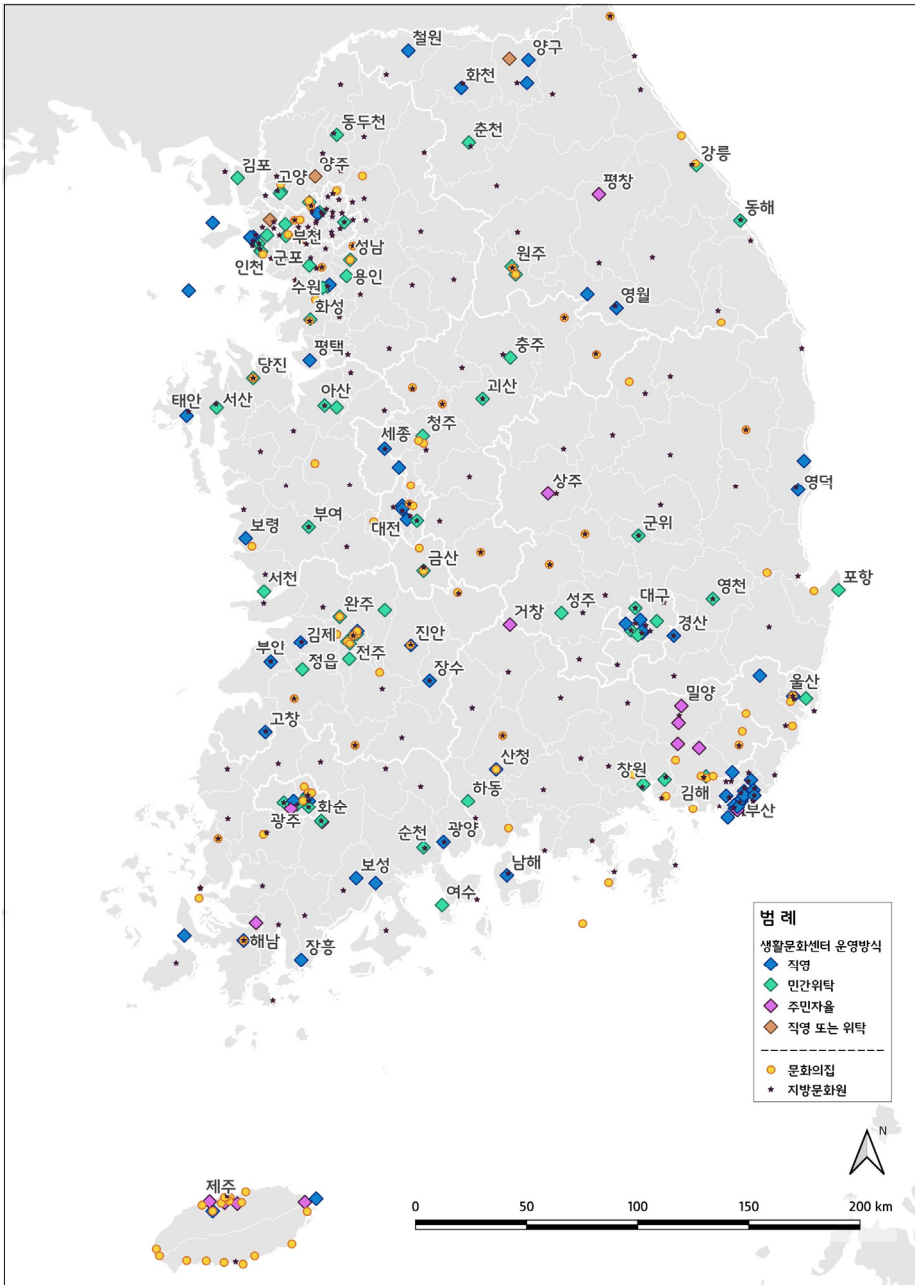 철원
양구
화천
동두천
춘천
강릉
김포
양주
고양
평창
동해
부천
인천
군포
성남
원주
수원
용인
영월
화성
평택
충주
당진
괴산
태안
서산
아산
청주
세종
상주
영덕
대전
보령
부여
군위
금산
서천
포항
영천
대구
성주
완주
거창
경산
김제
진안
부안
전주
정읍
장수
밀양
울산
고창
산청
창원
하동
김해
화순
부산
광주
순천
광양
보성
남해
여수
해남
장흥
제주
범 례
생활문화센터 운영방식
직영
민간위탁
주민자율
직영 또는 위탁
문화의집
지방문화원
N
0 50 100 150 200 km